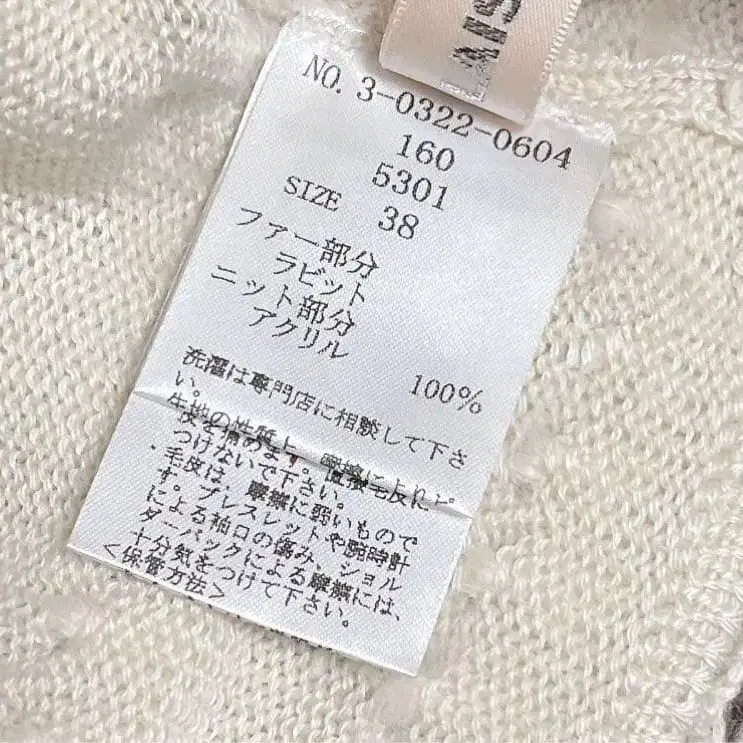 NO. 3-0322-0604
160
5301
SIZE 38
ファー部分
ラビット
ニット部分
アクリル
100%
洗濯は専門店に相談して下さ
い。
生地の性質上、摩擦により
つけないで下さい。
・毛皮は、摩擦に弱いもので
す。ブレスレットや腕時計
による袖口の傷み、ショル
ダーバックによる摩擦には、
十分気をつけて下さい。
<保管方法>